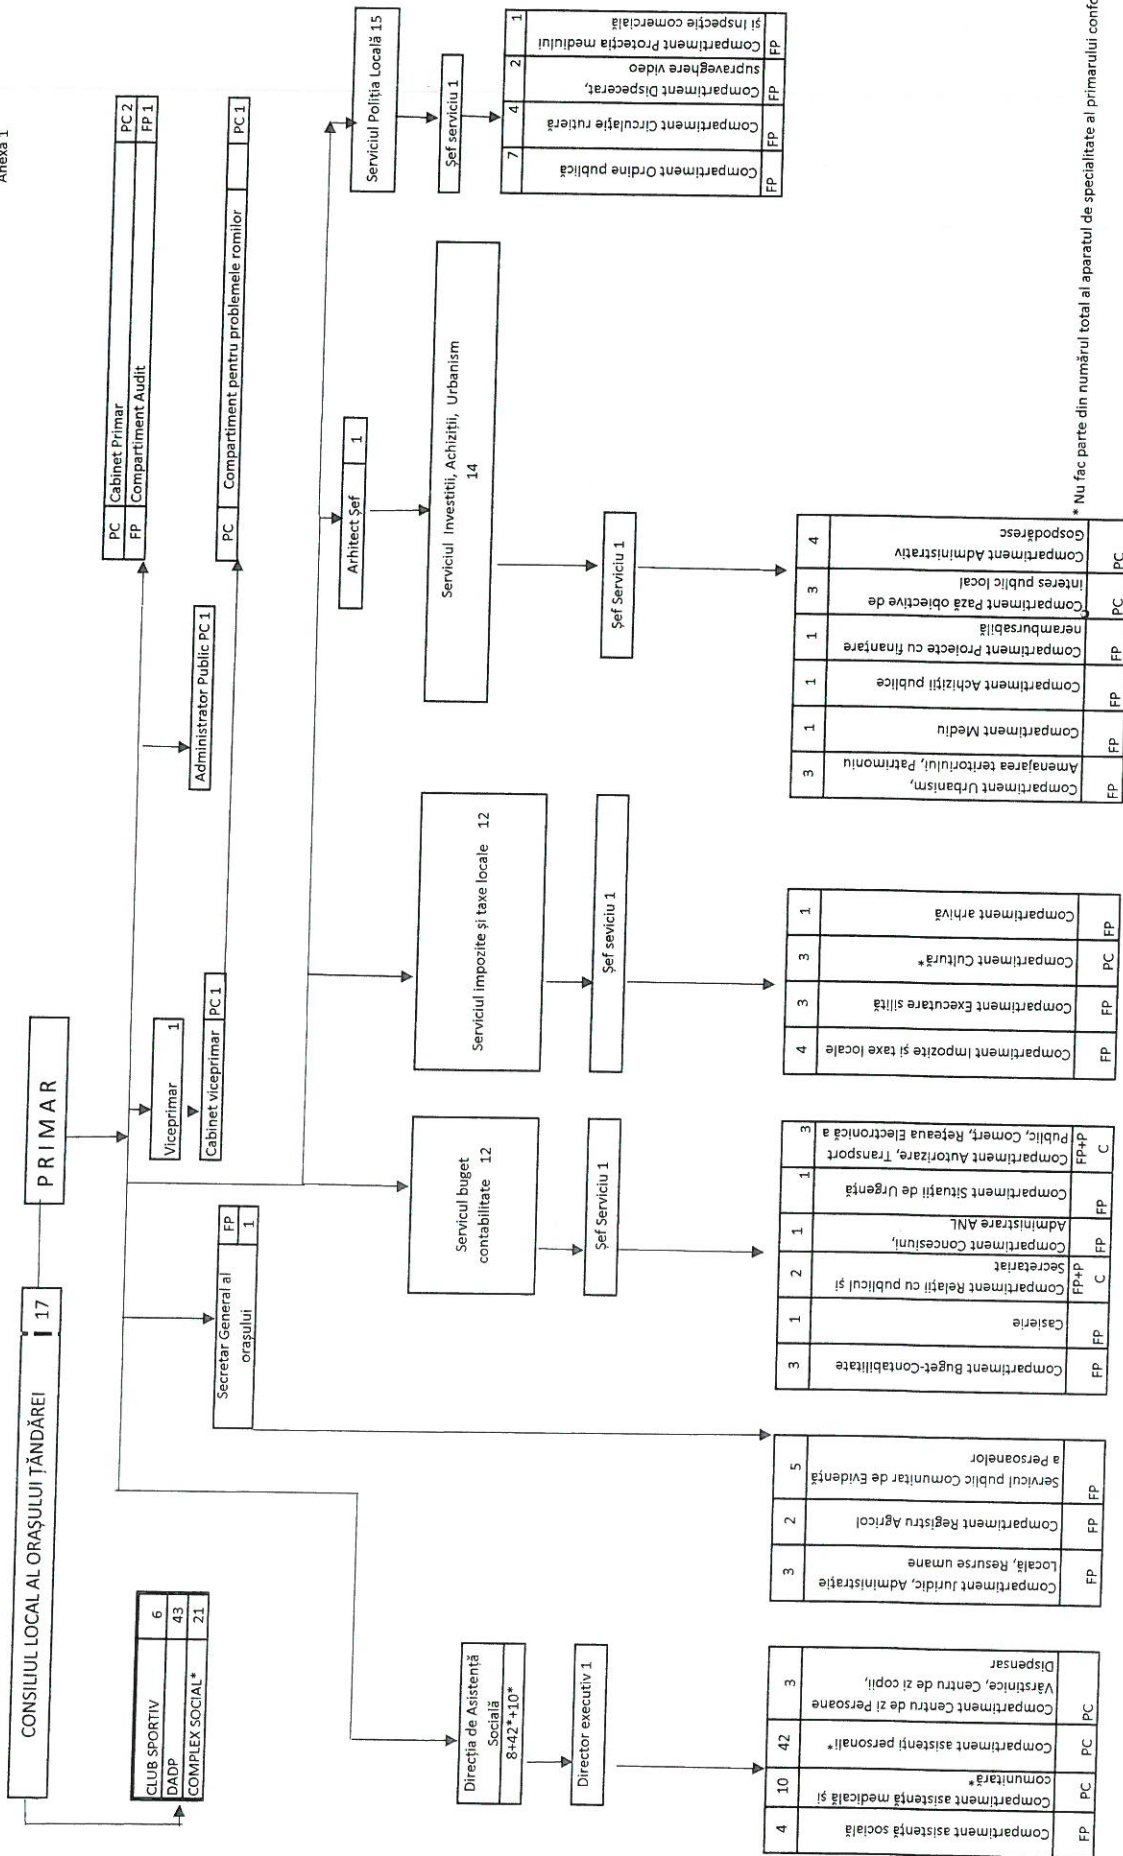 Anexa 1
CONSILIUL LOCAL AL ORAȘULUI ȚĂNDĂREI
17
PRIMAR
CLUB SPORTIV 6
DADP 43
COMPLEX SOCIAL* 21
PC Cabinet Primar PC 2
FP Compartiment Audit FP 1
Viceprimar 1
Administrator Public PC 1
Cabinet viceprimar PC 1
PC Compartiment pentru problemele romilor PC 1
Secretar General al
orașului
FP
1
Arhitect Șef 1
Direcția de Asistență
Socială
8+42*+10*
Director executiv 1
Servicul buget
contabilitate 12
Șef Serviciu 1
Serviciul impozite și taxe locale 12
Șef seviciu 1
Serviciul Investitii, Achiziții, Urbanism
14
Șef Serviciu 1
Serviciul Poliția Locală 15
Șef serviciu 1
4
Compartiment asistență socială
FP
10
Compartiment asistență medicală și
comunitară*
PC
42
Compartiment asistenți personali*
PC
3
Compartiment Centru de zi Persoane
Vârstinice, Centru de zi copii,
Dispensar
PC
3
Compartiment Juridic, Administrație
Locală, Resurse umane
FP
2
Compartiment Registru Agricol
FP
5
Servicul public Comunitar de Evidență
a Persoanelor
FP
3
Compartiment Buget-Contabilitate
FP
1
Casierie
FP
2
Compartiment Relații cu publicul și
Secretariat
FP+P
C
1
Compartiment Concesiuni,
Administrare ANL
FP
1
Compartiment Situații de Urgență
FP
3
Compartiment Autorizare, Transport
Public, Comerț, Rețeaua Electronică a
FP+P
C
4
Compartiment Impozite și taxe locale
FP
3
Compartiment Executare silită
FP
3
Compartiment Cultură*
PC
1
Compartiment arhivă
FP
3
Compartiment Urbanism,
Amenajarea teritoriului, Patrimoniu
FP
1
Compartiment Mediu
FP
1
Compartiment Achiziții publice
FP
1
Compartiment Proiecte cu finanțare
nerambursabilă
FP
3
Compartiment Pază obiective de
interes public local
PC
4
Compartiment Administrativ
Gospodăresc
PC
7
Compartiment Ordine publică
FP
4
Compartiment Circulație rutieră
FP
2
Compartiment Dispecerat,
supraveghere video
FP
1
Compartiment Protecția mediului
și Inspecție comercială
FP
* Nu fac parte din numărul total al aparatul de specialitate al primarului confo